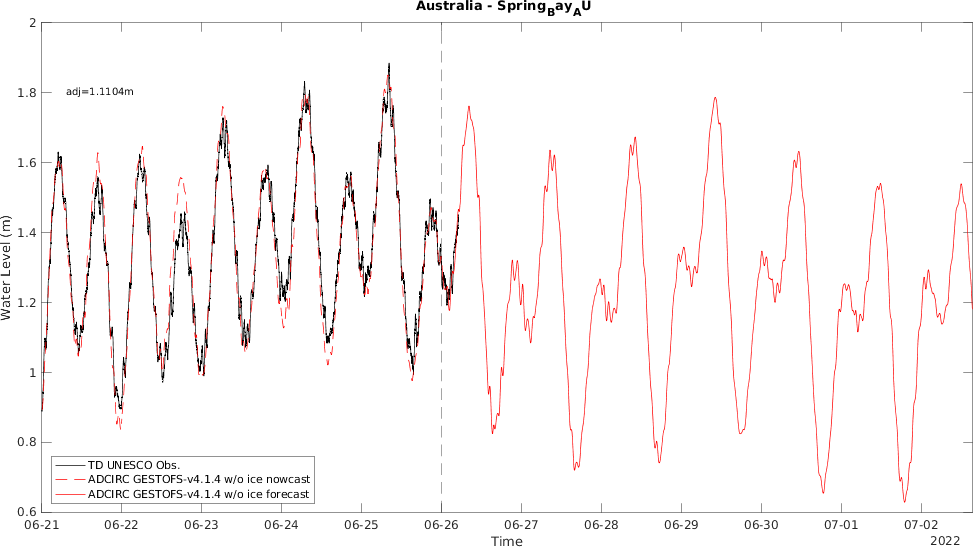 Australia - SpringBayAU
2
1.8
1.6
1.4
1.2
1
0.8
0.6
Water Level (m)
adj=1.1104m
TD UNESCO Obs.
ADCIRC GESTOFS-v4.1.4 w/o ice nowcast
ADCIRC GESTOFS-v4.1.4 w/o ice forecast
06-21 06-22 06-23 06-24 06-25 06-26 06-27 06-28 06-29 06-30 07-01 07-02
Time
2022